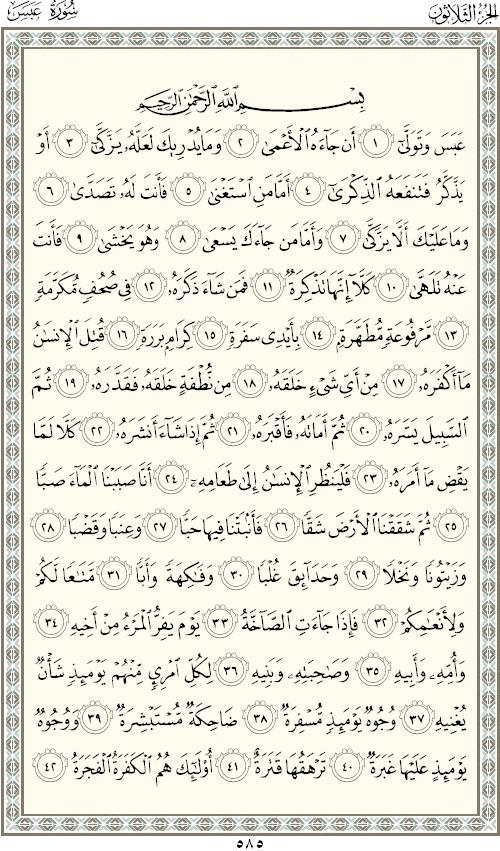 الجزء الثلاثون سورة عبس
بِسْمِ ٱللَّهِ ٱلرَّحْمَٰنِ ٱلرَّحِيمِ
عَبَسَ وَتَوَلَّىٰٓ ١ أَن جَآءَهُ ٱلْأَعْمَىٰ ٢ وَمَا يُدْرِيكَ لَعَلَّهُۥ يَزَّكَّىٰٓ ٣ أَوْ
يَذَّكَّرُ فَتَنفَعَهُ ٱلذِّكْرَىٰٓ ٤ أَمَّا مَنِ ٱسْتَغْنَىٰ ٥ فَأَنتَ لَهُۥ تَصَدَّىٰ ٦
وَمَا عَلَيْكَ أَلَّا يَزَّكَّىٰ ٧ وَأَمَّا مَن جَآءَكَ يَسْعَىٰ ٨ وَهُوَ يَخْشَىٰ ٩ فَأَنتَ
عَنْهُ تَلَهَّىٰ ١٠ كَلَّآ إِنَّهَا تَذْكِرَةٌ ١١ فَمَن شَآءَ ذَكَرَهُۥ ١٢ فِى صُحُفٍ مُّكَرَّمَةٍ
١٣ مَّرْفُوعَةٍ مُّطَهَّرَةٍۭ ١٤ بِأَيْدِى سَفَرَةٍ ١٥ كِرَامٍۭ بَرَرَةٍ ١٦ قُتِلَ ٱلْإِنسَٰنُ
مَآ أَكْفَرَهُۥ ١٧ مِنْ أَىِّ شَىْءٍ خَلَقَهُۥ ١٨ مِن نُّطْفَةٍ خَلَقَهُۥ فَقَدَّرَهُۥ ١٩ ثُمَّ
ٱلسَّبِيلَ يَسَّرَهُۥ ٢٠ ثُمَّ أَمَاتَهُۥ فَأَقْبَرَهُۥ ٢١ ثُمَّ إِذَا شَآءَ أَنشَرَهُۥ ٢٢ كَلَّا لَمَّا
يَقْضِ مَآ أَمَرَهُۥ ٢٣ فَلْيَنظُرِ ٱلْإِنسَٰنُ إِلَىٰ طَعَامِهِۦٓ ٢٤ أَنَّا صَبَبْنَا ٱلْمَآءَ صَبًّا
٢٥ ثُمَّ شَقَقْنَا ٱلْأَرْضَ شَقًّا ٢٦ فَأَنۢبَتْنَا فِيهَا حَبًّا ٢٧ وَعِنَبًا وَقَضْبًا ٢٨
وَزَيْتُونًا وَنَخْلًا ٢٩ وَحَدَآئِقَ غُلْبًا ٣٠ وَفَٰكِهَةً وَأَبًّا ٣١ مَّتَٰعًا لَّكُمْ
وَلِأَنْعَٰمِكُمْ ٣٢ فَإِذَا جَآءَتِ ٱلصَّآخَّةُ ٣٣ يَوْمَ يَفِرُّ ٱلْمَرْءُ مِنْ أَخِيهِ ٣٤
وَأُمِّهِۦ وَأَبِيهِ ٣٥ وَصَٰحِبَتِهِۦ وَبَنِيهِ ٣٦ لِكُلِّ ٱمْرِئٍ مِّنْهُمْ يَوْمَئِذٍ شَأْنٌ
يُغْنِيهِ ٣٧ وُجُوهٌ يَوْمَئِذٍ مُّسْفِرَةٌ ٣٨ ضَاحِكَةٌ مُّسْتَبْشِرَةٌ ٣٩ وَوُجُوهٌ
يَوْمَئِذٍ عَلَيْهَا غَبَرَةٌ ٤٠ تَرْهَقُهَا قَتَرَةٌ ٤١ أُو۟لَٰٓئِكَ هُمُ ٱلْكَفَرَةُ ٱلْفَجَرَةُ ٤٢
٥٨٥